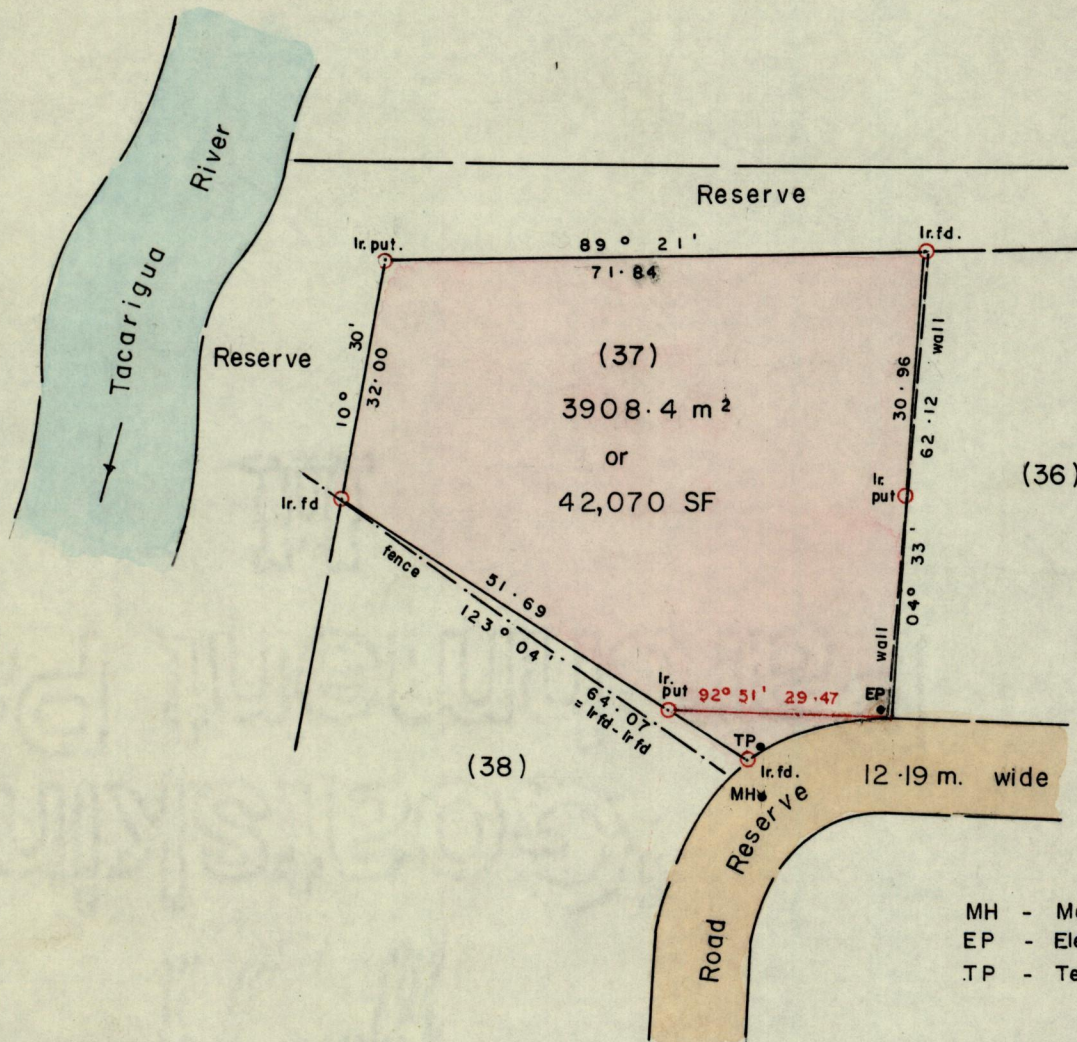 Tacarigua River
Reserve
Ir. put.
89° 21'
71·84
Ir. fd.
Reserve
10° 30'
32·00
(37)
3908·4 m²
or
42,070 SF
wall
30·96
62·12
Ir. put
(36)
04° 33'
wall
Ir. fd
fence
51·69
123° 04'
64·07
= Ir fd - Ir fd
Ir. put
92° 51' 29·47
EP
TP
Ir. fd.
MH
(38)
12·19 m. wide
Road Reserve
MH -
EP - Ele
TP - Te